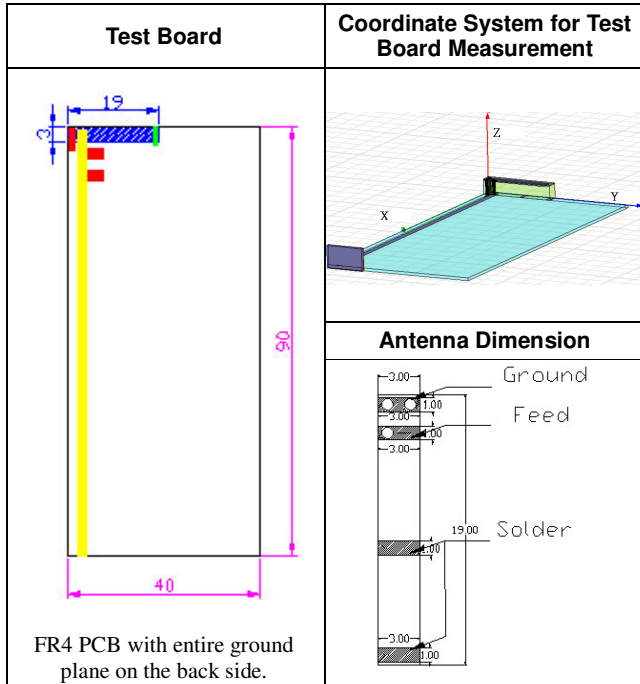 Test Board
19
3
90
40
FR4 PCB with entire ground
plane on the back side.
Coordinate System for Test
Board Measurement
Z
X
Y
Antenna Dimension
3.00
Ground
1.00
3.00
Feed
1.00
3.00
19.00
Solder
1.00
3.00
1.00